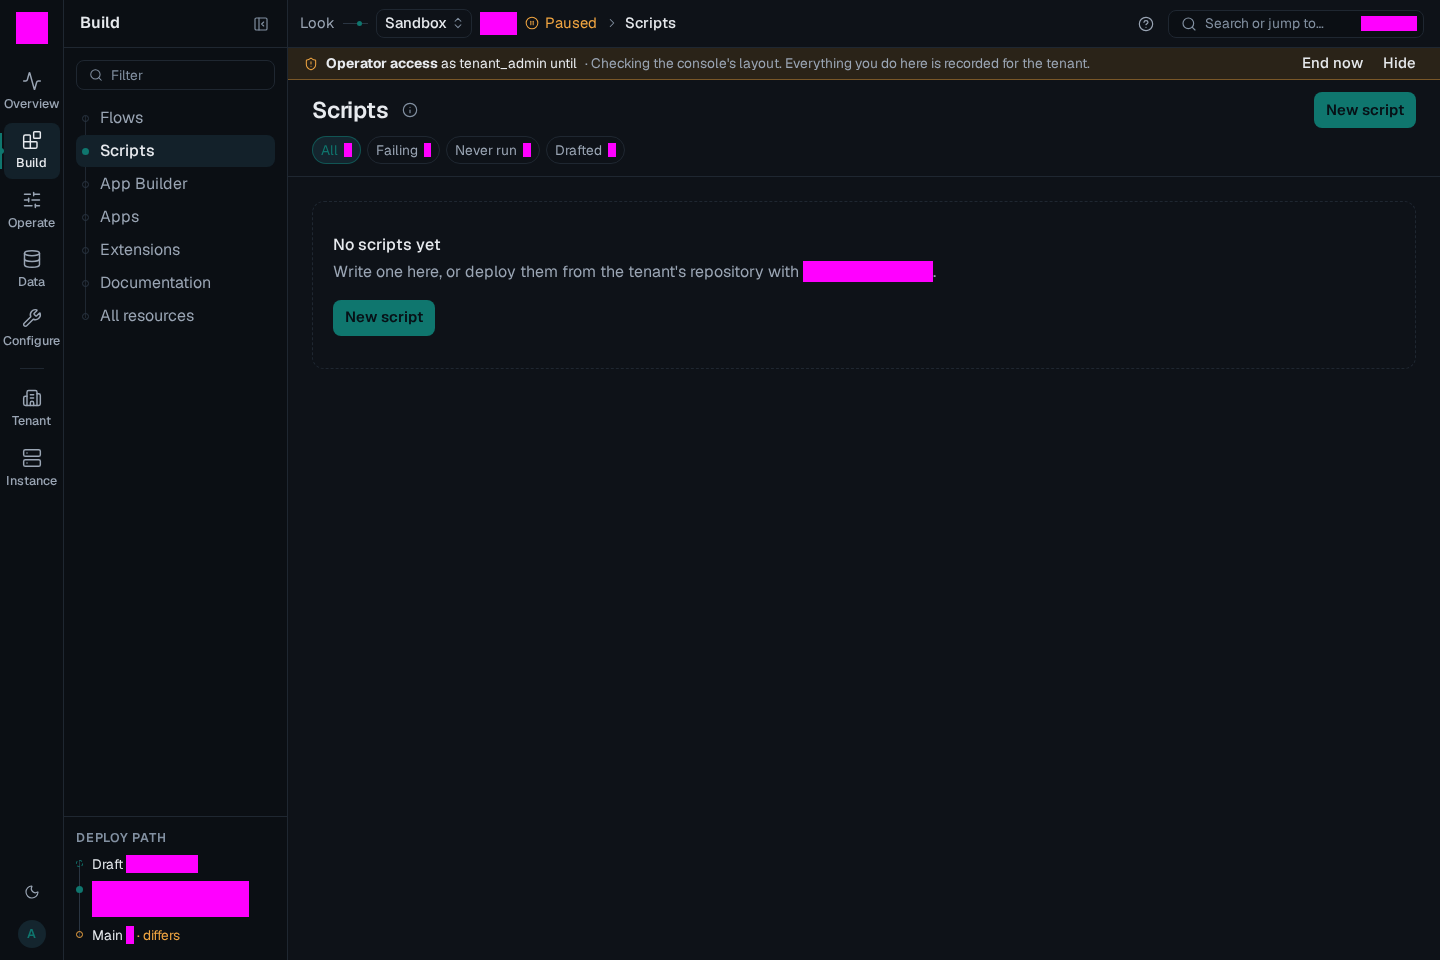 Build
Look
Sandbox
Paused
Scripts
Search or jump to...
Operator access as tenant_admin until · Checking the console's layout. Everything you do here is recorded for the tenant.
End now
Hide
Overview
Build
Operate
Data
Configure
Tenant
Instance
A
Filter
Flows
Scripts
App Builder
Apps
Extensions
Documentation
All resources
DEPLOY PATH
Draft
Main · differs
Scripts
New script
All
Failing
Never run
Drafted
No scripts yet
Write one here, or deploy them from the tenant's repository with .
New script